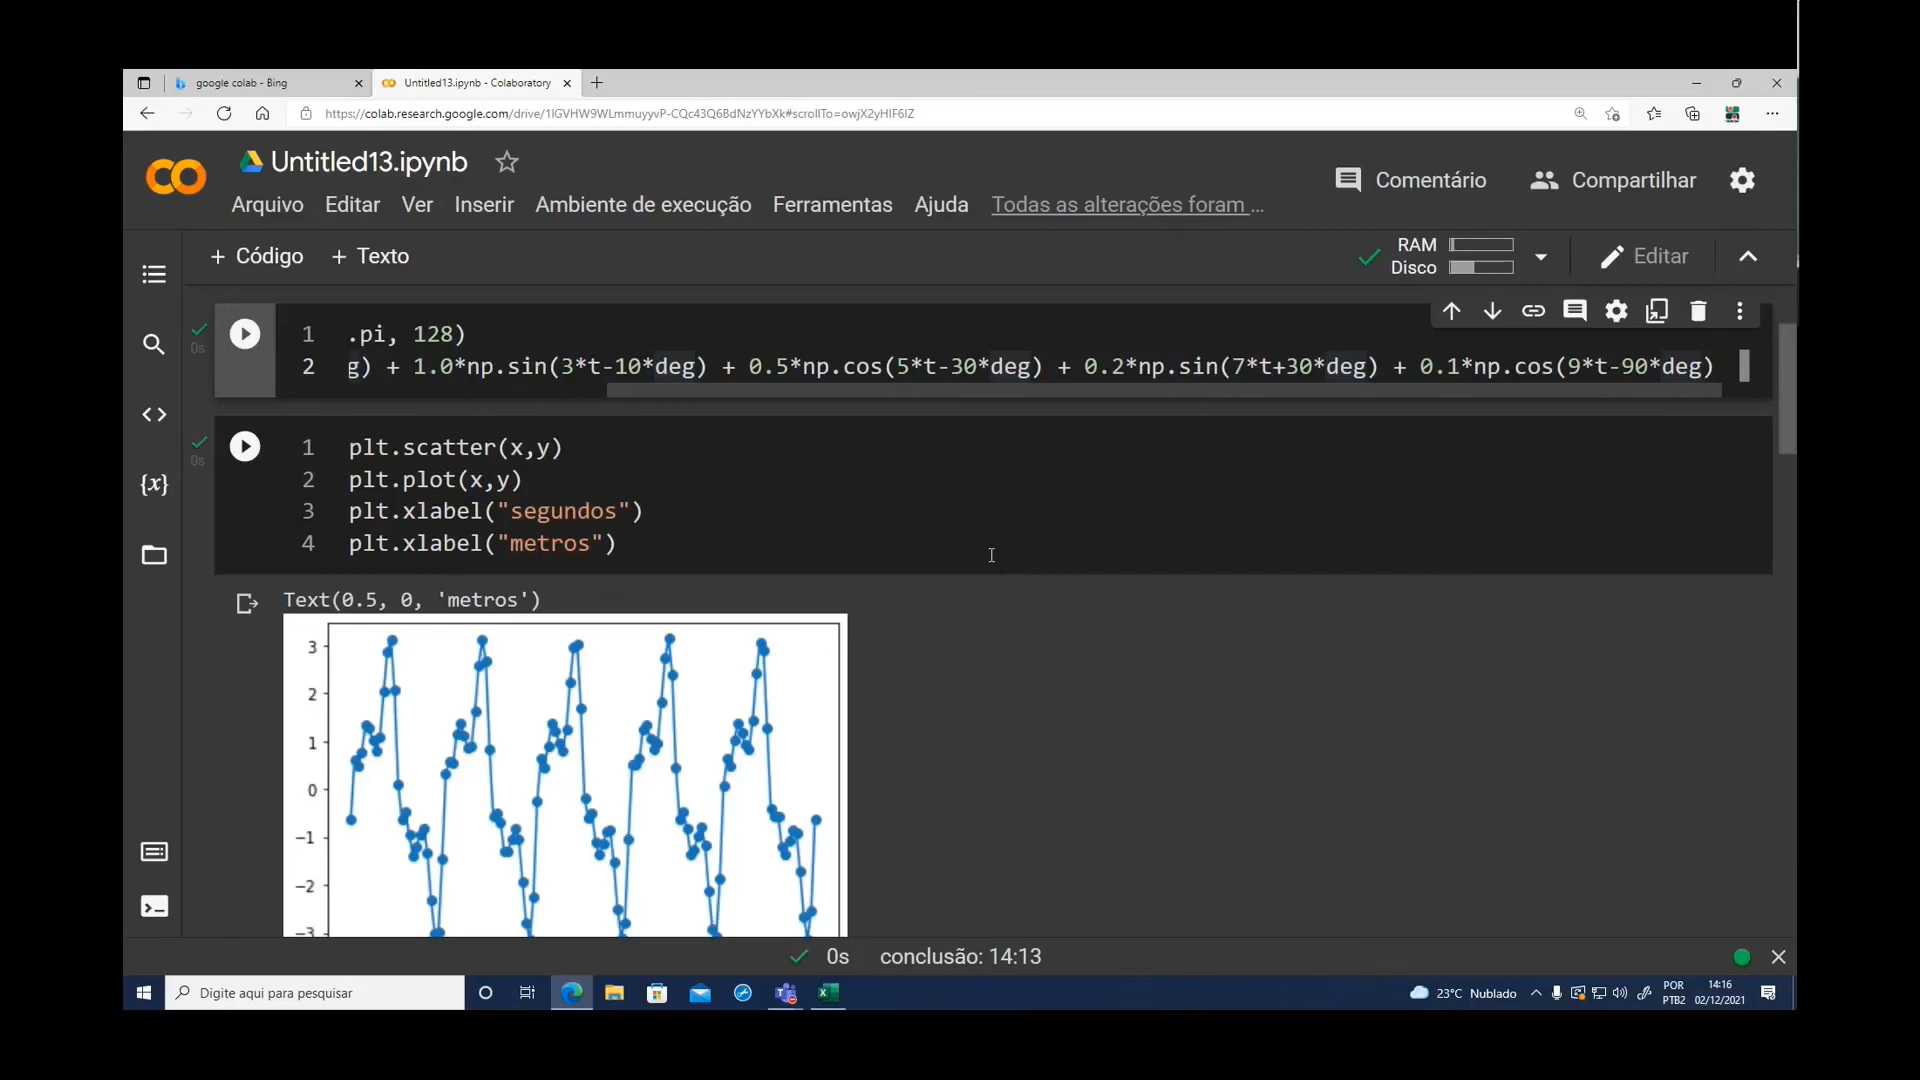 google colab - Bing
Untitled13.ipynb - Colaboratory
https://colab.research.google.com/drive/1IGVHW9WLmmuyyvP-CQc43Q6BdNzYYbXk#scrollTo=owjX2yHIF6IZ
Untitled13.ipynb
Comentário
Compartilhar
Arquivo Editar Ver Inserir Ambiente de execução Ferramentas Ajuda Todas as alterações foram ...
+ Código + Texto
RAM
Disco
Editar
0s
1 .pi, 128)
2 g) + 1.0*np.sin(3*t-10*deg) + 0.5*np.cos(5*t-30*deg) + 0.2*np.sin(7*t+30*deg) + 0.1*np.cos(9*t-90*deg)
0s
1 plt.scatter(x,y)
2 plt.plot(x,y)
3 plt.xlabel("segundos")
4 plt.xlabel("metros")
Text(0.5, 0, 'metros')
3
2
1
0
−1
−2
−3
0s conclusão: 14:13
Digite aqui para pesquisar
23°C Nublado
POR
PTB2
14:16
02/12/2021